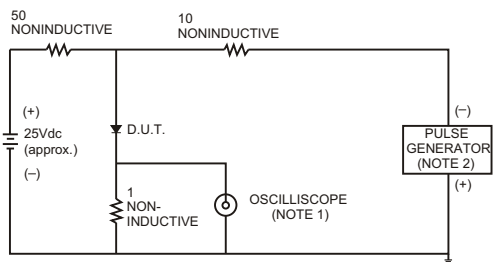 50
NONINDUCTIVE
10
NONINDUCTIVE
(+)
25Vdc
(approx.)
(–)
D.U.T.
1
NON-
INDUCTIVE
OSCILLISCOPE
(NOTE 1)
(–)
PULSE
GENERATOR
(NOTE 2)
(+)